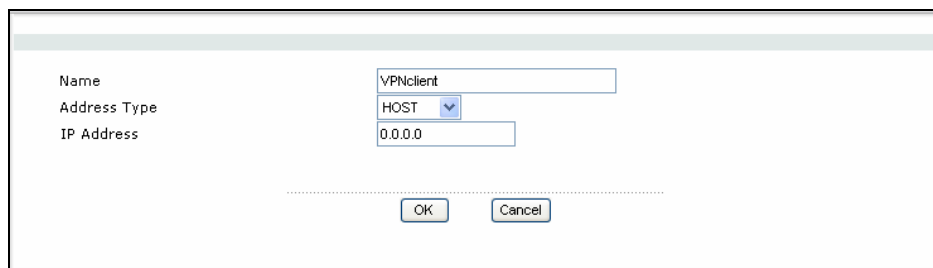 Name VPNclient
Address Type HOST
IP Address 0.0.0.0
OK Cancel